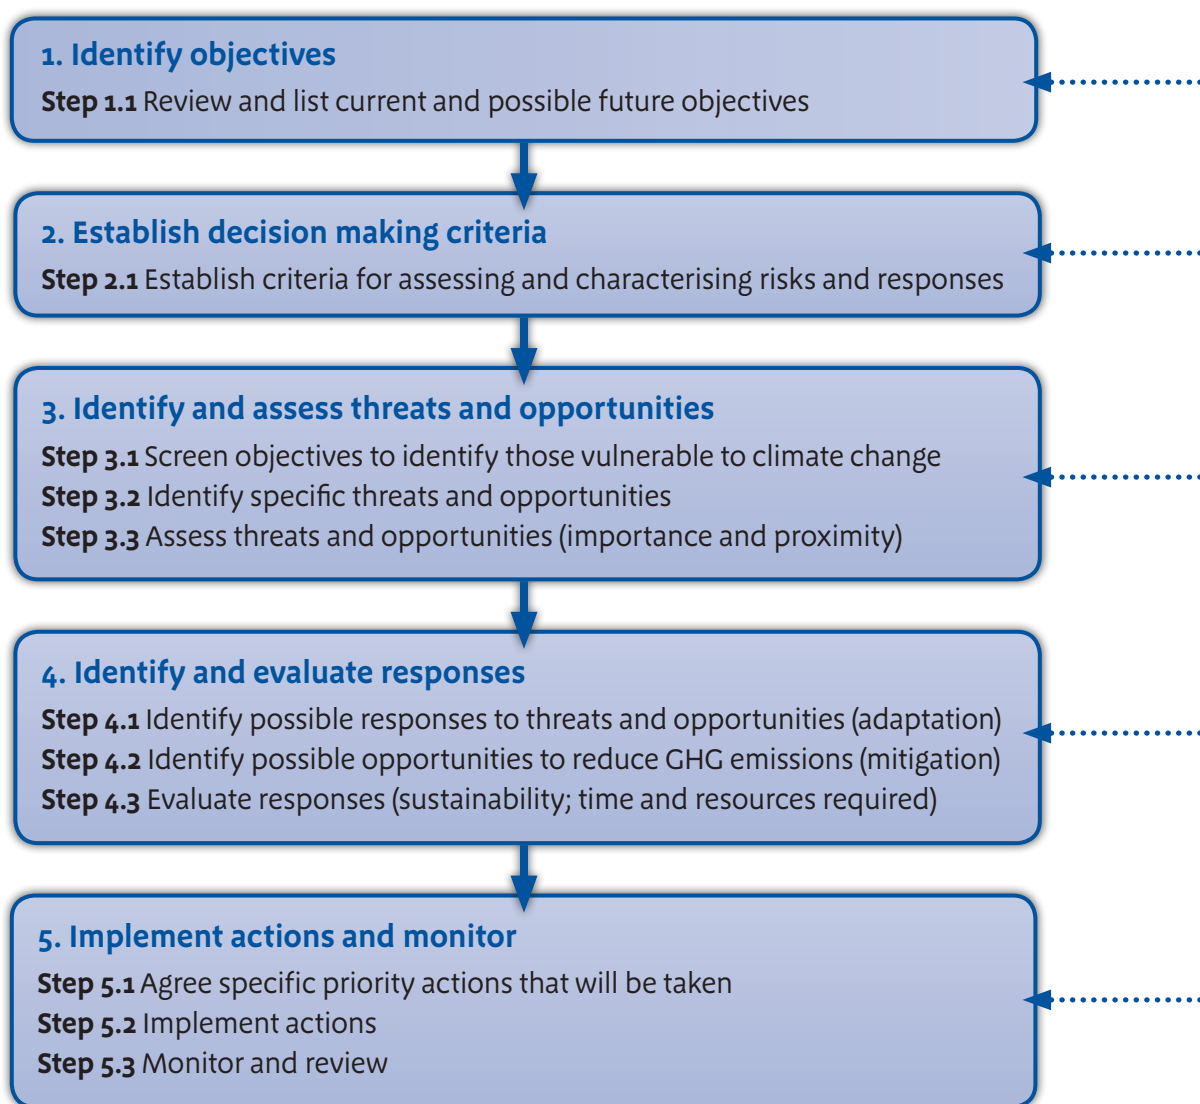 1. Identify objectives
Step 1.1 Review and list current and possible future objectives
2. Establish decision making criteria
Step 2.1 Establish criteria for assessing and characterising risks and responses
3. Identify and assess threats and opportunities
Step 3.1 Screen objectives to identify those vulnerable to climate change
Step 3.2 Identify specific threats and opportunities
Step 3.3 Assess threats and opportunities (importance and proximity)
4. Identify and evaluate responses
Step 4.1 Identify possible responses to threats and opportunities (adaptation)
Step 4.2 Identify possible opportunities to reduce GHG emissions (mitigation)
Step 4.3 Evaluate responses (sustainability; time and resources required)
5. Implement actions and monitor
Step 5.1 Agree specific priority actions that will be taken
Step 5.2 Implement actions
Step 5.3 Monitor and review